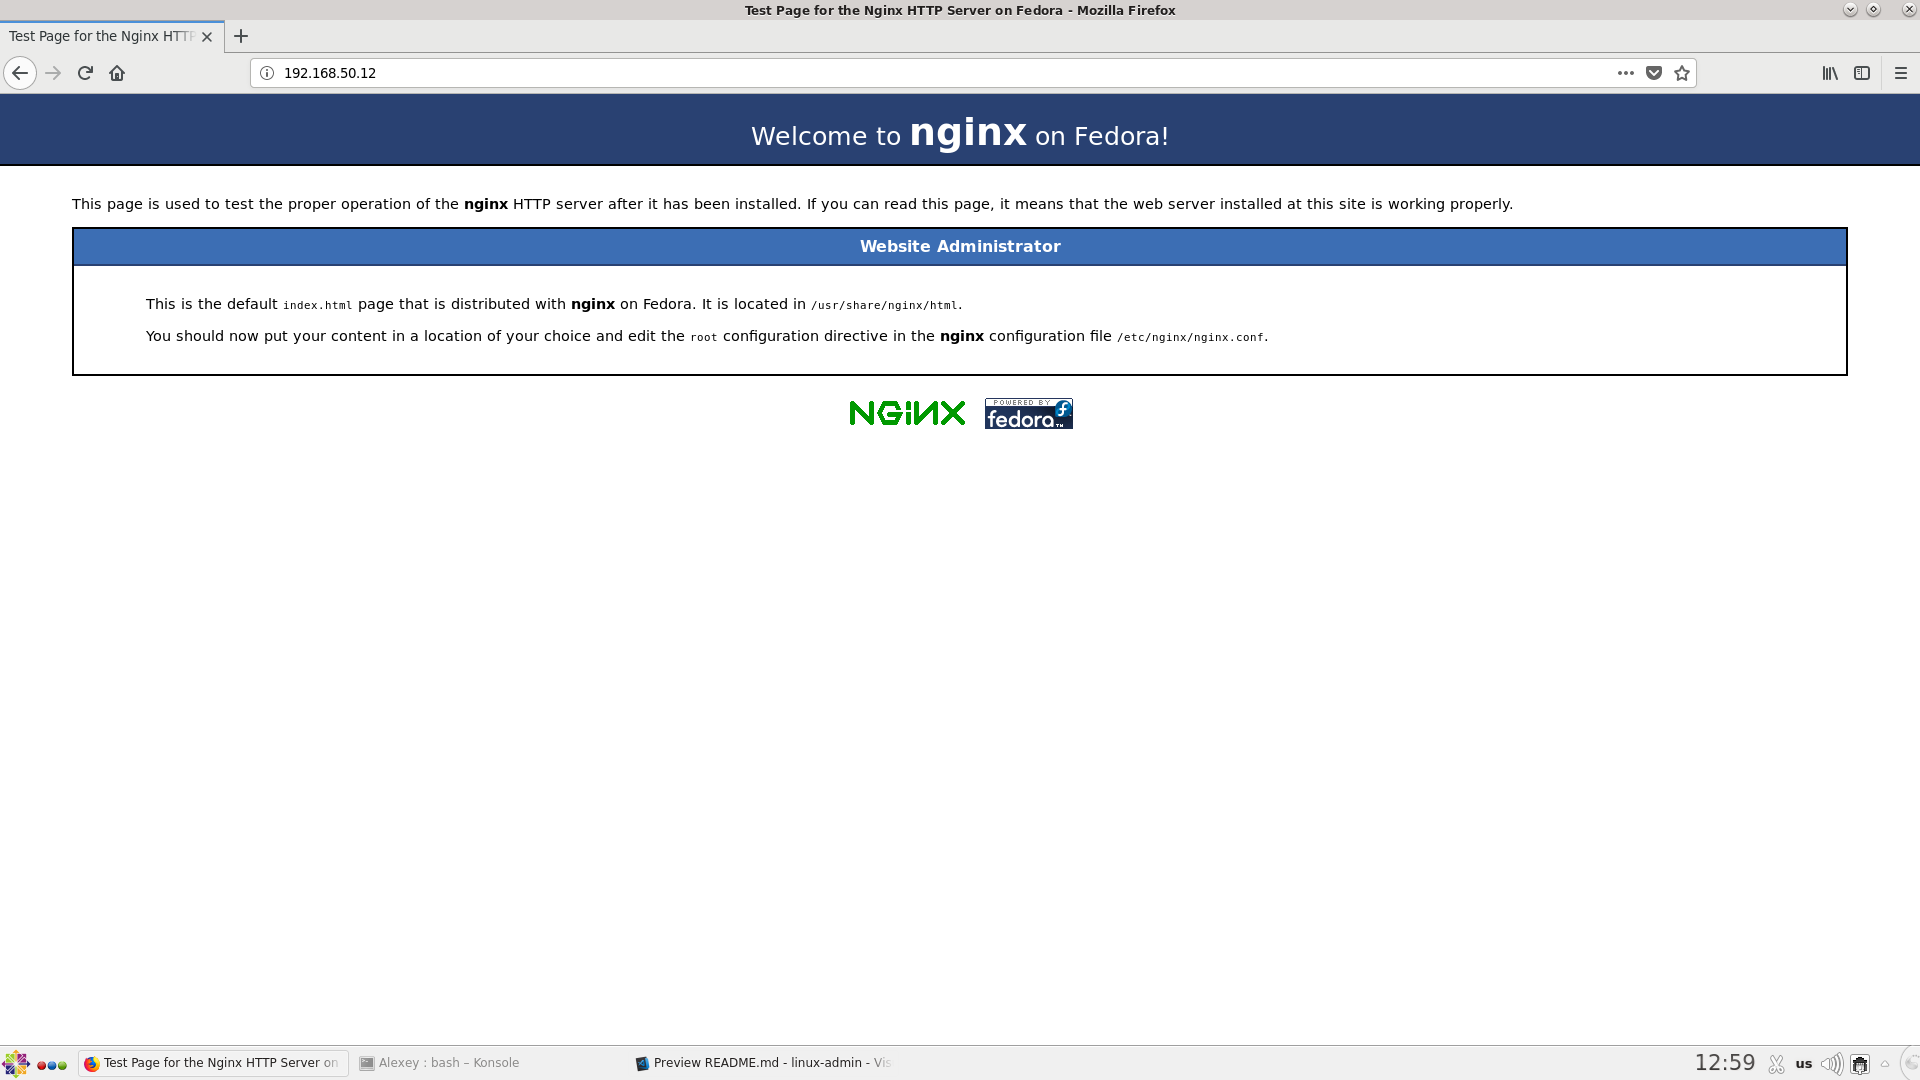 Test Page for the Nginx HTTP Server on Fedora - Mozilla Firefox
Test Page for the Nginx HTTP
192.168.50.12
Welcome to nginx on Fedora!
This page is used to test the proper operation of the nginx HTTP server after it has been installed. If you can read this page, it means that the web server installed at this site is working properly.
Website Administrator
This is the default index.html page that is distributed with nginx on Fedora. It is located in /usr/share/nginx/html.
You should now put your content in a location of your choice and edit the root configuration directive in the nginx configuration file /etc/nginx/nginx.conf.
NGINX
POWERED BY
fedora™
Test Page for the Nginx HTTP Server on
Alexey : bash – Konsole
Preview README.md - linux-admin - Vis
12:59
us